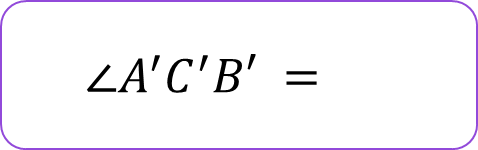 ∠A′C′B′ =